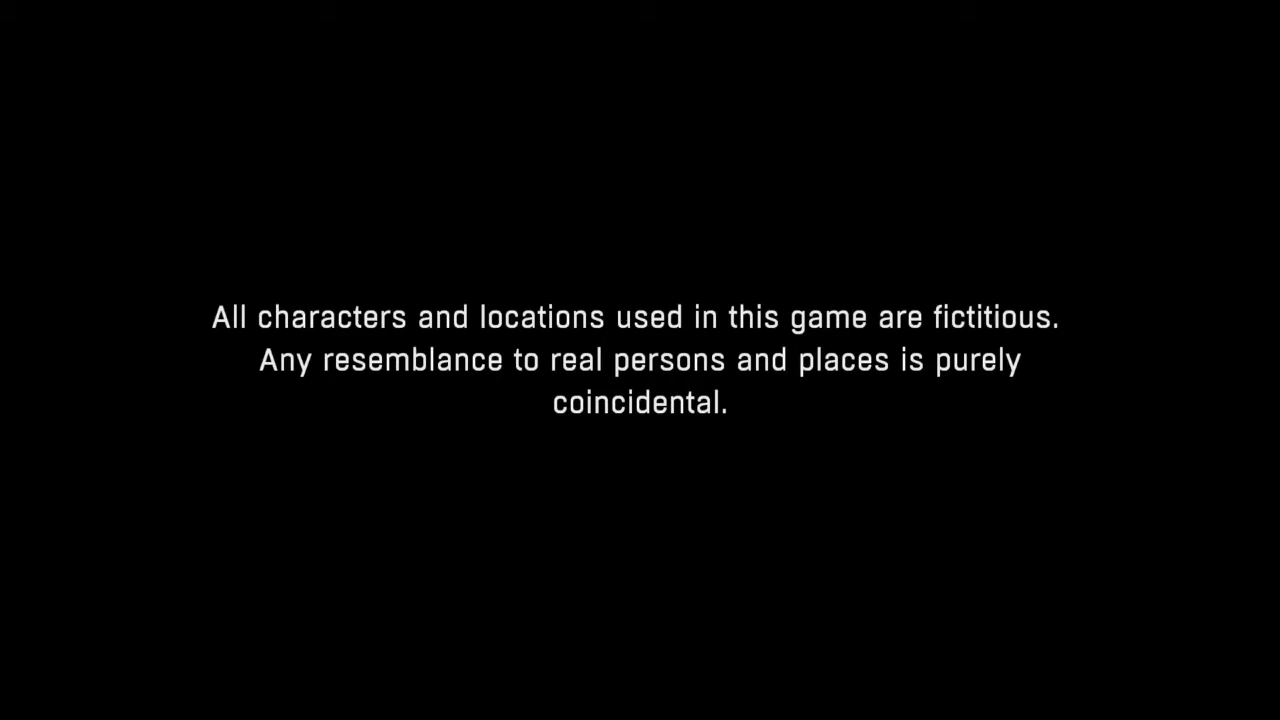 All characters and locations used in this game are fictitious.
Any resemblance to real persons and places is purely
coincidental.